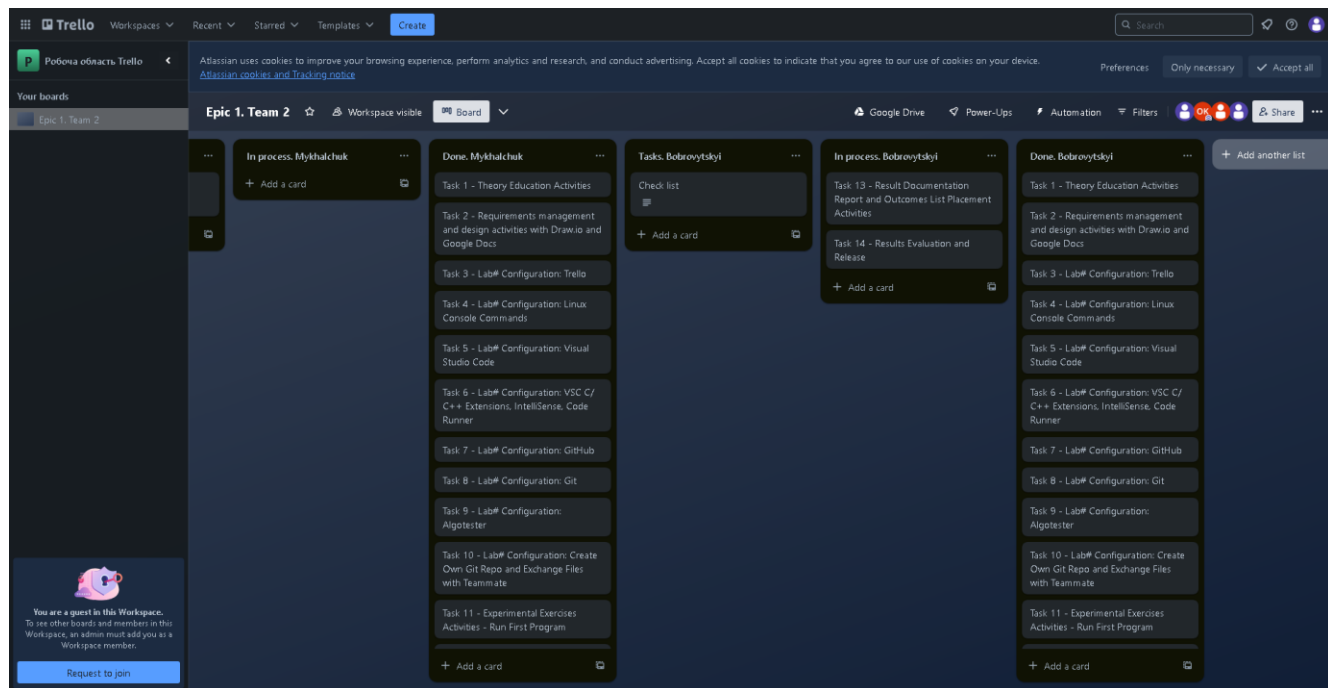 Trello
Workspaces
Recent
Starred
Templates
Create
Search
P
Робоча область Trello
Atlassian uses cookies to improve your browsing experience, perform analytics and research, and conduct advertising. Accept all cookies to indicate that you agree to our use of cookies on your device.
Atlassian cookies and Tracking notice
Preferences
Only necessary
Accept all
Your boards
Epic 1. Team 2
Epic 1. Team 2
Workspace visible
Board
Google Drive
Power-Ups
Automation
Filters
OK
Share
In process. Mykhalchuk
+ Add a card
Done. Mykhalchuk
Task 1 - Theory Education Activities
Task 2 - Requirements management
and design activities with Draw.io and
Google Docs
Task 3 - Lab# Configuration: Trello
Task 4 - Lab# Configuration: Linux
Console Commands
Task 5 - Lab# Configuration: Visual
Studio Code
Task 6 - Lab# Configuration: VSC C/
C++ Extensions, IntelliSense, Code
Runner
Task 7 - Lab# Configuration: GitHub
Task 8 - Lab# Configuration: Git
Task 9 - Lab# Configuration:
Algotester
Task 10 - Lab# Configuration: Create
Own Git Repo and Exchange Files
with Teammate
Task 11 - Experimental Exercises
Activities - Run First Program
+ Add a card
Tasks. Bobrovytskyi
Check list
+ Add a card
In process. Bobrovytskyi
Task 13 - Result Documentation
Report and Outcomes List Placement
Activities
Task 14 - Results Evaluation and
Release
+ Add a card
Done. Bobrovytskyi
Task 1 - Theory Education Activities
Task 2 - Requirements management
and design activities with Draw.io and
Google Docs
Task 3 - Lab# Configuration: Trello
Task 4 - Lab# Configuration: Linux
Console Commands
Task 5 - Lab# Configuration: Visual
Studio Code
Task 6 - Lab# Configuration: VSC C/
C++ Extensions, IntelliSense, Code
Runner
Task 7 - Lab# Configuration: GitHub
Task 8 - Lab# Configuration: Git
Task 9 - Lab# Configuration:
Algotester
Task 10 - Lab# Configuration: Create
Own Git Repo and Exchange Files
with Teammate
Task 11 - Experimental Exercises
Activities - Run First Program
+ Add a card
+ Add another list
You are a guest in this Workspace.
To see other boards and members in this
Workspace, an admin must add you as a
Workspace member.
Request to join